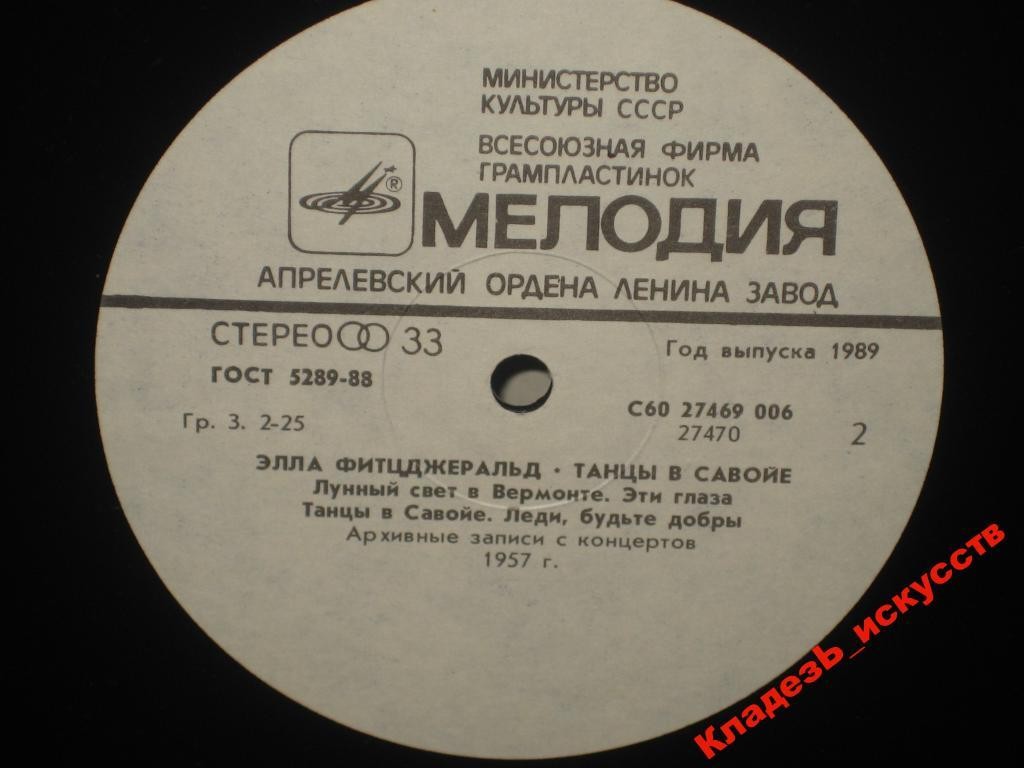 МИНИСТЕРСТВО
КУЛЬТУРЫ СССР
ВСЕСОЮЗНАЯ ФИРМА
ГРАМПЛАСТИНОК
®
МЕЛОДИЯ
АПРЕЛЕВСКИЙ ОРДЕНА ЛЕНИНА ЗАВОД
СТЕРЕО 33
Год выпуска 1989
ГОСТ 5289-88
С60 27469 006
Гр. 3. 2-25
27470
2
ЭЛЛА ФИТЦДЖЕРАЛЬД · ТАНЦЫ В САВОЙЕ
Лунный свет в Вермонте. Эти глаза
Танцы в Савойе. Леди, будьте добры
Архивные записи с концертов
1957 г.
КладезЬ_искусств